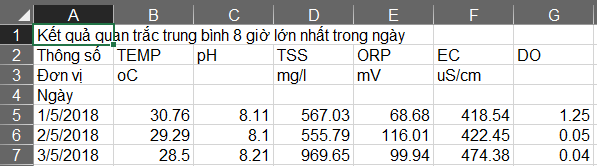 A B C D E F G
1 Kết quả quan trắc trung bình 8 giờ lớn nhất trong ngày
2 Thông số TEMP pH TSS ORP EC DO
3 Đơn vị oC mg/l mV uS/cm
4 Ngày
5 1/5/2018 30.76 8.11 567.03 68.68 418.54 1.25
6 2/5/2018 29.29 8.1 555.79 116.01 422.45 0.05
7 3/5/2018 28.5 8.21 969.65 99.94 474.38 0.04